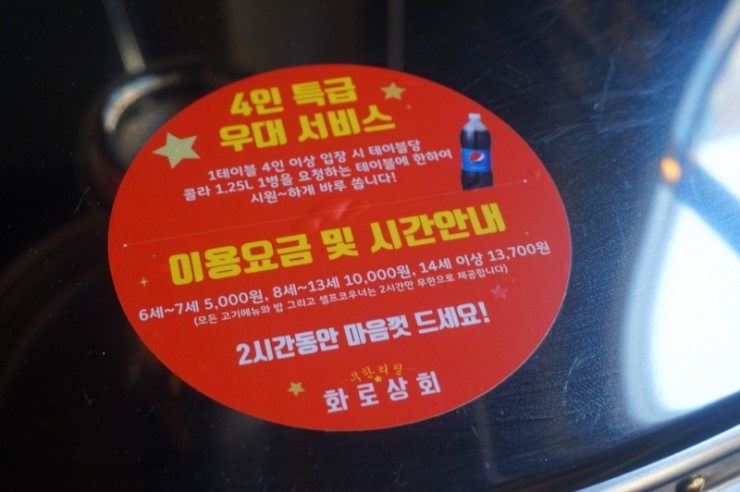 4인 특급
우대 서비스
1테이블 4인 이상 입장 시 테이블당
콜라 1.25L 1병을 요청하는 테이블에 한하여
시원~하게 바루 쏩니다!
이용요금 및 시간안내
6세~7세 5,000원, 8세~13세 10,000원, 14세 이상 13,700원
(모든 고기메뉴와 밥 그리고 셀프코우너는 2시간만 무한으로 제공합니다)
2시간동안 마음껏 드세요!
무한리필
화로상회